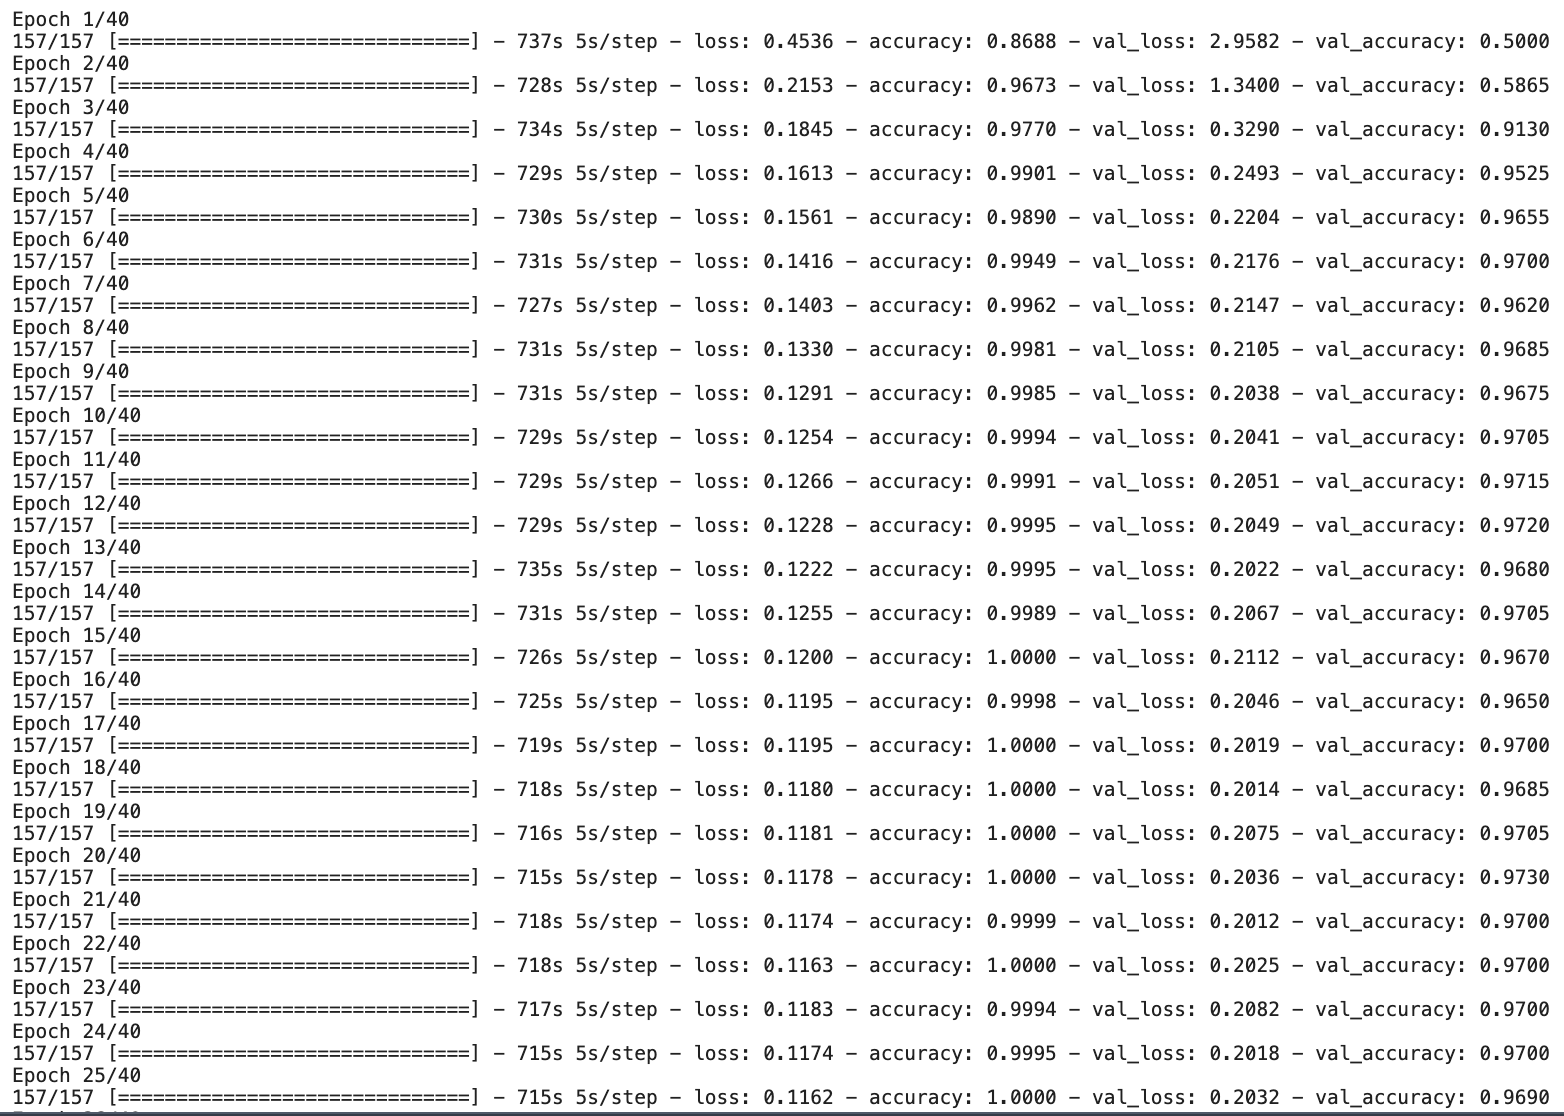 Epoch 1/40
157/157 [==============================] - 737s 5s/step - loss: 0.4536 - accuracy: 0.8688 - val_loss: 2.9582 - val_accuracy: 0.5000
Epoch 2/40
157/157 [==============================] - 728s 5s/step - loss: 0.2153 - accuracy: 0.9673 - val_loss: 1.3400 - val_accuracy: 0.5865
Epoch 3/40
157/157 [==============================] - 734s 5s/step - loss: 0.1845 - accuracy: 0.9770 - val_loss: 0.3290 - val_accuracy: 0.9130
Epoch 4/40
157/157 [==============================] - 729s 5s/step - loss: 0.1613 - accuracy: 0.9901 - val_loss: 0.2493 - val_accuracy: 0.9525
Epoch 5/40
157/157 [==============================] - 730s 5s/step - loss: 0.1561 - accuracy: 0.9890 - val_loss: 0.2204 - val_accuracy: 0.9655
Epoch 6/40
157/157 [==============================] - 731s 5s/step - loss: 0.1416 - accuracy: 0.9949 - val_loss: 0.2176 - val_accuracy: 0.9700
Epoch 7/40
157/157 [==============================] - 727s 5s/step - loss: 0.1403 - accuracy: 0.9962 - val_loss: 0.2147 - val_accuracy: 0.9620
Epoch 8/40
157/157 [==============================] - 731s 5s/step - loss: 0.1330 - accuracy: 0.9981 - val_loss: 0.2105 - val_accuracy: 0.9685
Epoch 9/40
157/157 [==============================] - 731s 5s/step - loss: 0.1291 - accuracy: 0.9985 - val_loss: 0.2038 - val_accuracy: 0.9675
Epoch 10/40
157/157 [==============================] - 729s 5s/step - loss: 0.1254 - accuracy: 0.9994 - val_loss: 0.2041 - val_accuracy: 0.9705
Epoch 11/40
157/157 [==============================] - 729s 5s/step - loss: 0.1266 - accuracy: 0.9991 - val_loss: 0.2051 - val_accuracy: 0.9715
Epoch 12/40
157/157 [==============================] - 729s 5s/step - loss: 0.1228 - accuracy: 0.9995 - val_loss: 0.2049 - val_accuracy: 0.9720
Epoch 13/40
157/157 [==============================] - 735s 5s/step - loss: 0.1222 - accuracy: 0.9995 - val_loss: 0.2022 - val_accuracy: 0.9680
Epoch 14/40
157/157 [==============================] - 731s 5s/step - loss: 0.1255 - accuracy: 0.9989 - val_loss: 0.2067 - val_accuracy: 0.9705
Epoch 15/40
157/157 [==============================] - 726s 5s/step - loss: 0.1200 - accuracy: 1.0000 - val_loss: 0.2112 - val_accuracy: 0.9670
Epoch 16/40
157/157 [==============================] - 725s 5s/step - loss: 0.1195 - accuracy: 0.9998 - val_loss: 0.2046 - val_accuracy: 0.9650
Epoch 17/40
157/157 [==============================] - 719s 5s/step - loss: 0.1195 - accuracy: 1.0000 - val_loss: 0.2019 - val_accuracy: 0.9700
Epoch 18/40
157/157 [==============================] - 718s 5s/step - loss: 0.1180 - accuracy: 1.0000 - val_loss: 0.2014 - val_accuracy: 0.9685
Epoch 19/40
157/157 [==============================] - 716s 5s/step - loss: 0.1181 - accuracy: 1.0000 - val_loss: 0.2075 - val_accuracy: 0.9705
Epoch 20/40
157/157 [==============================] - 715s 5s/step - loss: 0.1178 - accuracy: 1.0000 - val_loss: 0.2036 - val_accuracy: 0.9730
Epoch 21/40
157/157 [==============================] - 718s 5s/step - loss: 0.1174 - accuracy: 0.9999 - val_loss: 0.2012 - val_accuracy: 0.9700
Epoch 22/40
157/157 [==============================] - 718s 5s/step - loss: 0.1163 - accuracy: 1.0000 - val_loss: 0.2025 - val_accuracy: 0.9700
Epoch 23/40
157/157 [==============================] - 717s 5s/step - loss: 0.1183 - accuracy: 0.9994 - val_loss: 0.2082 - val_accuracy: 0.9700
Epoch 24/40
157/157 [==============================] - 715s 5s/step - loss: 0.1174 - accuracy: 0.9995 - val_loss: 0.2018 - val_accuracy: 0.9700
Epoch 25/40
157/157 [==============================] - 715s 5s/step - loss: 0.1162 - accuracy: 1.0000 - val_loss: 0.2032 - val_accuracy: 0.9690